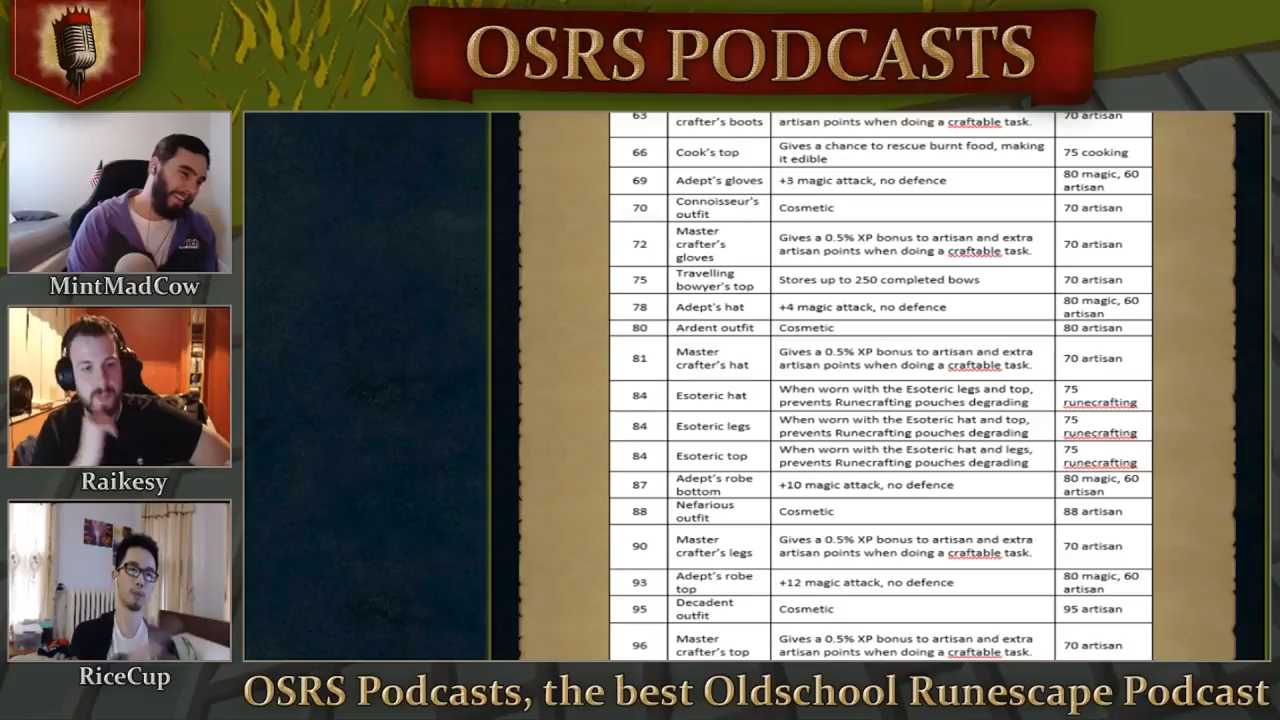 OSRS PODCASTS
MintMadCow
Raikesy
RiceCup
63 crafter's boots artisan points when doing a craftable task. 70 artisan
66 Cook's top Gives a chance to rescue burnt food, making 75 cooking
it edible
69 Adept's gloves +3 magic attack, no defence 80 magic, 60
artisan
70 Connoisseur's Cosmetic 70 artisan
outfit
72 Master Gives a 0.5% XP bonus to artisan and extra 70 artisan
crafter's artisan points when doing a craftable task.
gloves
75 Travelling Stores up to 250 completed bows 70 artisan
bowyer's top
78 Adept's hat +4 magic attack, no defence 80 magic, 60
artisan
80 Ardent outfit Cosmetic 80 artisan
81 Master Gives a 0.5% XP bonus to artisan and extra 70 artisan
crafter's hat artisan points when doing a craftable task.
84 Esoteric hat When worn with the Esoteric legs and top, 75
prevents Runecrafting pouches degrading runecrafting
84 Esoteric legs When worn with the Esoteric hat and top, 75
prevents Runecrafting pouches degrading runecrafting
84 Esoteric top When worn with the Esoteric hat and legs, 75
prevents Runecrafting pouches degrading runecrafting
87 Adept's robe +10 magic attack, no defence 80 magic, 60
bottom artisan
88 Nefarious Cosmetic 88 artisan
outfit
90 Master Gives a 0.5% XP bonus to artisan and extra 70 artisan
crafter's legs artisan points when doing a craftable task.
93 Adept's robe +12 magic attack, no defence 80 magic, 60
top artisan
95 Decadent Cosmetic 95 artisan
outfit
96 Master Gives a 0.5% XP bonus to artisan and extra 70 artisan
crafter's top artisan points when doing a craftable task.
OSRS Podcasts, the best Oldschool Runescape Podcast